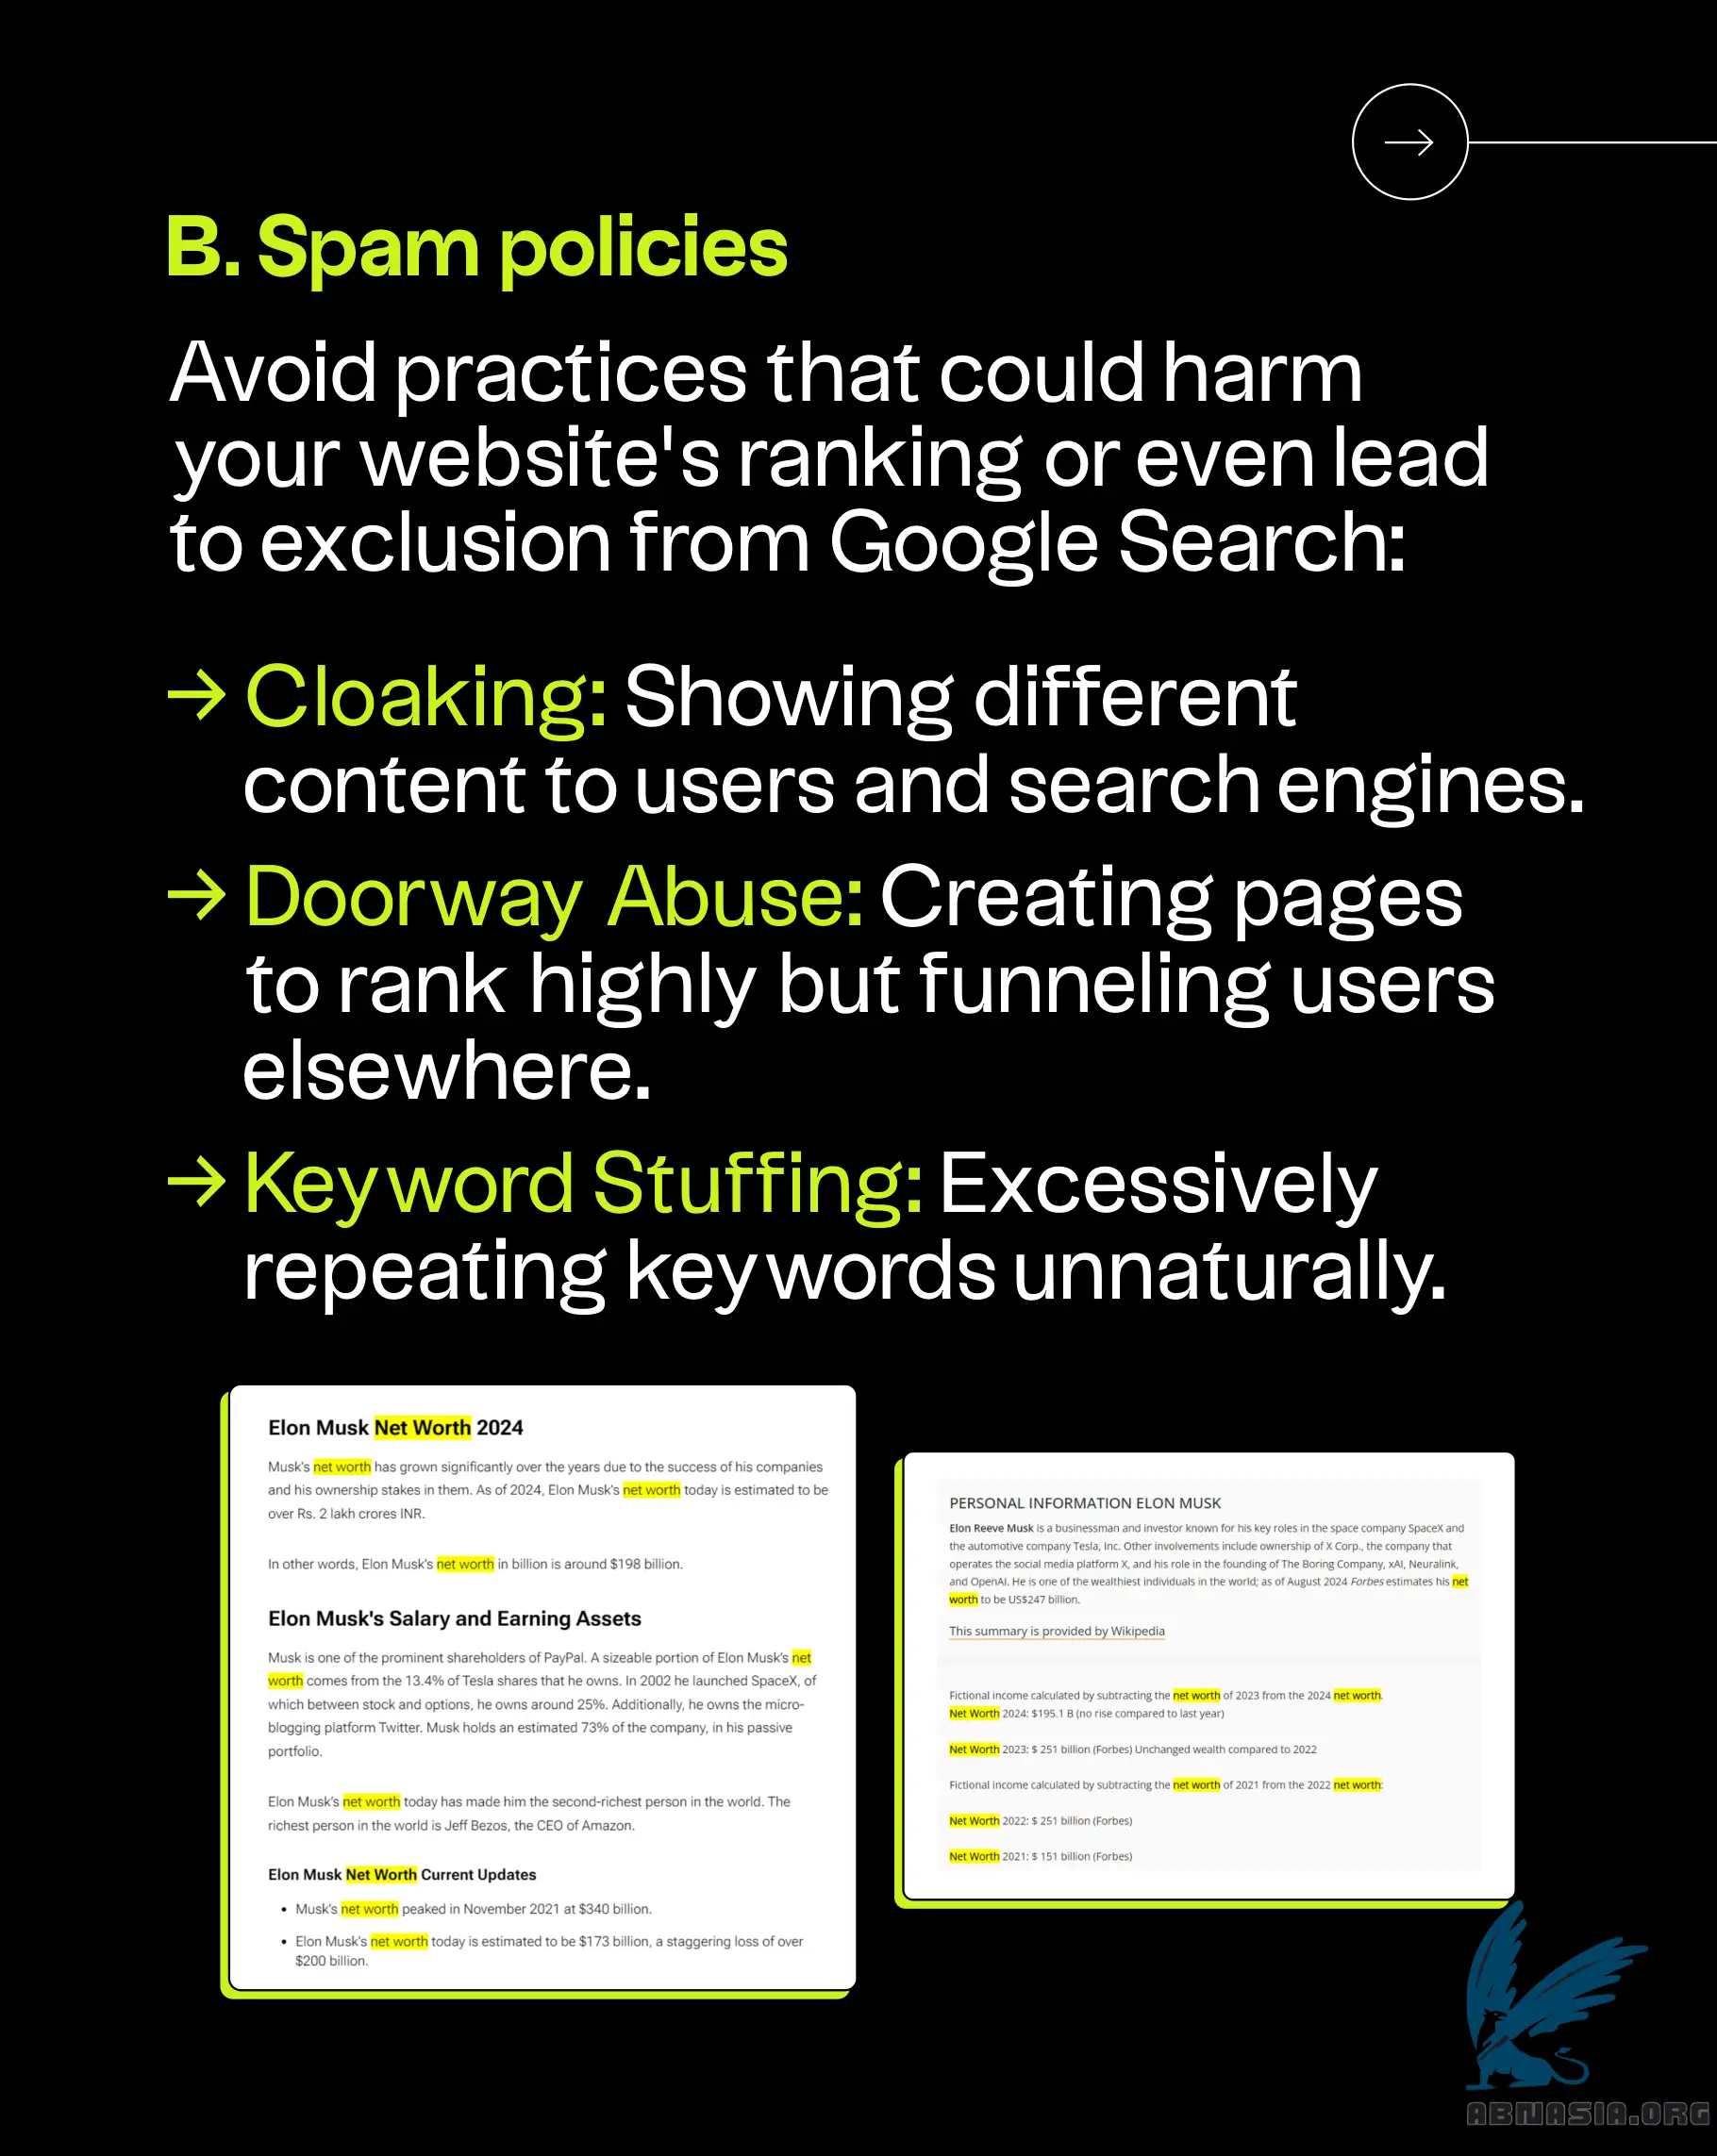 B. Spam policies
Avoid practices that could harm
your website's ranking or even lead
to exclusion from Google Search:
→ Cloaking: Showing different
content to users and search engines.
→ Doorway Abuse: Creating pages
to rank highly but funneling users
elsewhere.
→ Keyword Stuffing: Excessively
repeating keywords unnaturally.
Elon Musk Net Worth 2024
Musk's net worth has grown significantly over the years due to the success of his companies
and his ownership stakes in them. As of 2024, Elon Musk's net worth today is estimated to be
over Rs. 2 lakh crores INR.
In other words, Elon Musk's net worth in billion is around $198 billion.
Elon Musk's Salary and Earning Assets
Musk is one of the prominent shareholders of PayPal. A sizeable portion of Elon Musk's net
worth comes from the 13.4% of Tesla shares that he owns. In 2002 he launched SpaceX, of
which between stock and options, he owns around 25%. Additionally, he owns the micro-
blogging platform Twitter. Musk holds an estimated 73% of the company, in his passive
portfolio.
Elon Musk's net worth today has made him the second-richest person in the world. The
richest person in the world is Jeff Bezos, the CEO of Amazon.
Elon Musk Net Worth Current Updates
• Musk's net worth peaked in November 2021 at $340 billion.
• Elon Musk's net worth today is estimated to be $173 billion, a staggering loss of over
$200 billion.
PERSONAL INFORMATION ELON MUSK
Elon Reeve Musk is a businessman and investor known for his key roles in the space company SpaceX and
the automotive company Tesla, Inc. Other involvements include ownership of X Corp., the company that
operates the social media platform X, and his role in the founding of The Boring Company, xAI, Neuralink,
and OpenAI. He is one of the wealthiest individuals in the world; as of August 2024 Forbes estimates his net
worth to be US$247 billion.
This summary is provided by Wikipedia
Fictional income calculated by subtracting the net worth of 2023 from the 2024 net worth.
Net Worth 2024: $195.1 B (no rise compared to last year)
Net Worth 2023: $ 251 billion (Forbes) Unchanged wealth compared to 2022
Fictional income calculated by subtracting the net worth of 2021 from the 2022 net worth:
Net Worth 2022: $ 251 billion (Forbes)
Net Worth 2021: $ 151 billion (Forbes)
ABNASIA.ORG